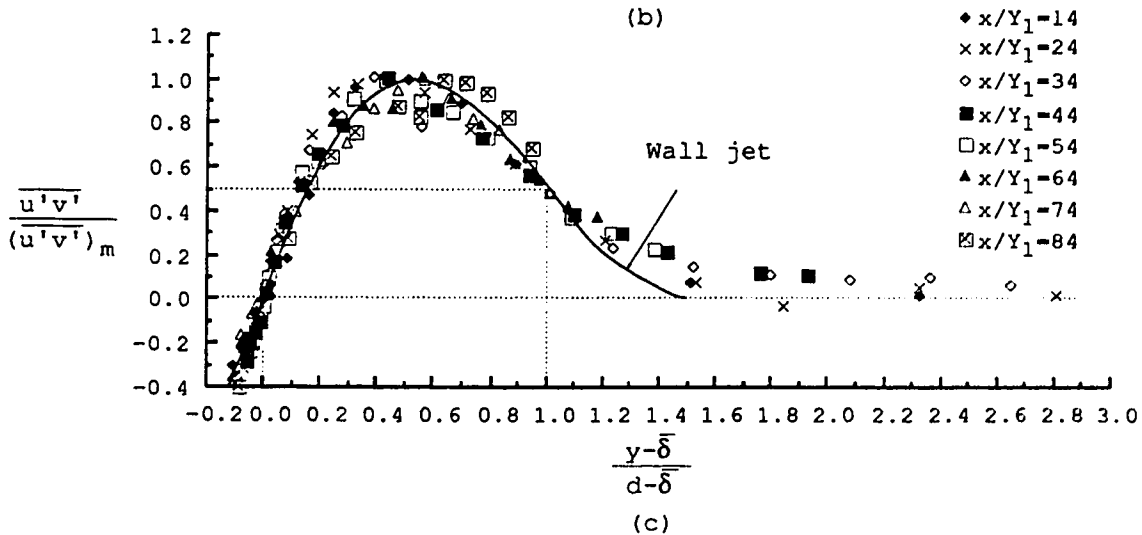 (b)
x/Y₁=14
x/Y₁=24
x/Y₁=34
x/Y₁=44
x/Y₁=54
x/Y₁=64
x/Y₁=74
x/Y₁=84
1.2
1.0
0.8
0.6
0.4
0.2
0.0
-0.2
-0.4
u'v'
(u'v')m
Wall jet
-0.2 0.0 0.2 0.4 0.6 0.8 1.0 1.2 1.4 1.6 1.8 2.0 2.2 2.4 2.6 2.8 3.0
y-δ̄
d-δ̄
(c)